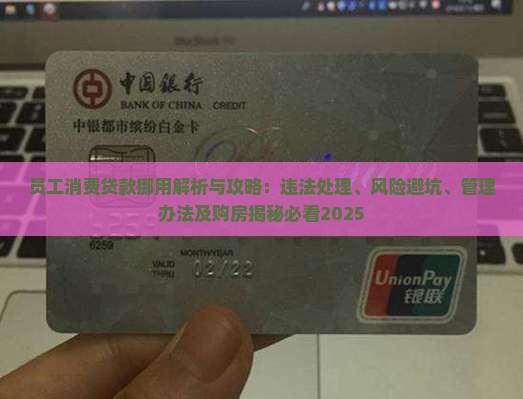 中国银行
BANK OF CHINA CREDIT
中银都市缤纷白金卡
员工消费贷款挪用解析与攻略：违法处理、风险避坑、管理
办法及购房揭秘必看2025
6259
MONTH/YEAR
VALID
THRU
02/22
UnionPay
银联